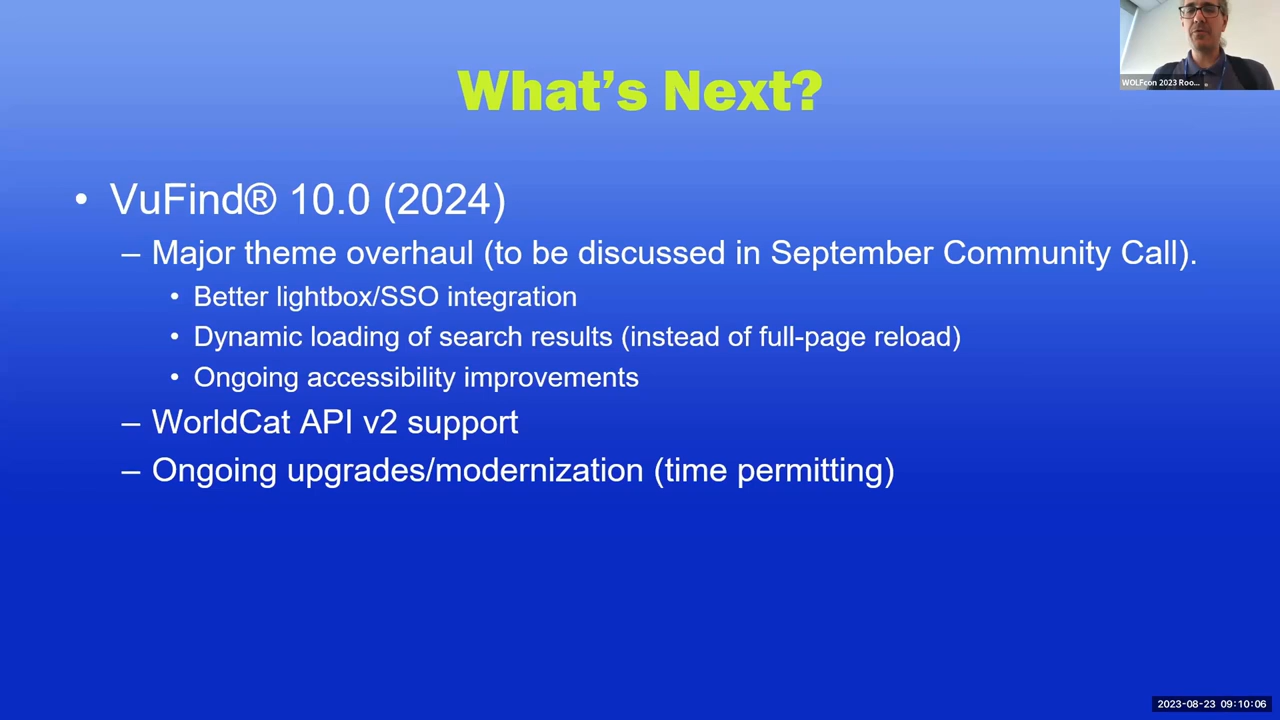 WOLFcon 2023 Roo...
What's Next?
• VuFind® 10.0 (2024)
– Major theme overhaul (to be discussed in September Community Call).
• Better lightbox/SSO integration
• Dynamic loading of search results (instead of full-page reload)
• Ongoing accessibility improvements
– WorldCat API v2 support
– Ongoing upgrades/modernization (time permitting)
2023-08-23 09:10:06